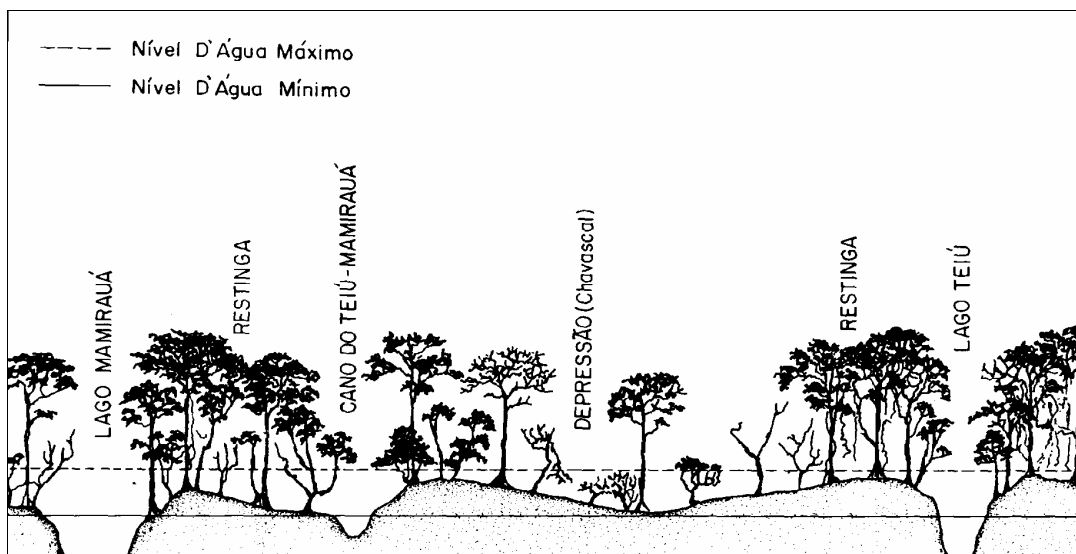 Nível D'Água Máximo
Nível D'Água Mínimo
LAGO MAMIRAUÁ
RESTINGA
CANO DO TEIÚ-MAMIRAUÁ
DEPRESSÃO (Chavascal)
RESTINGA
LAGO TEIÚ